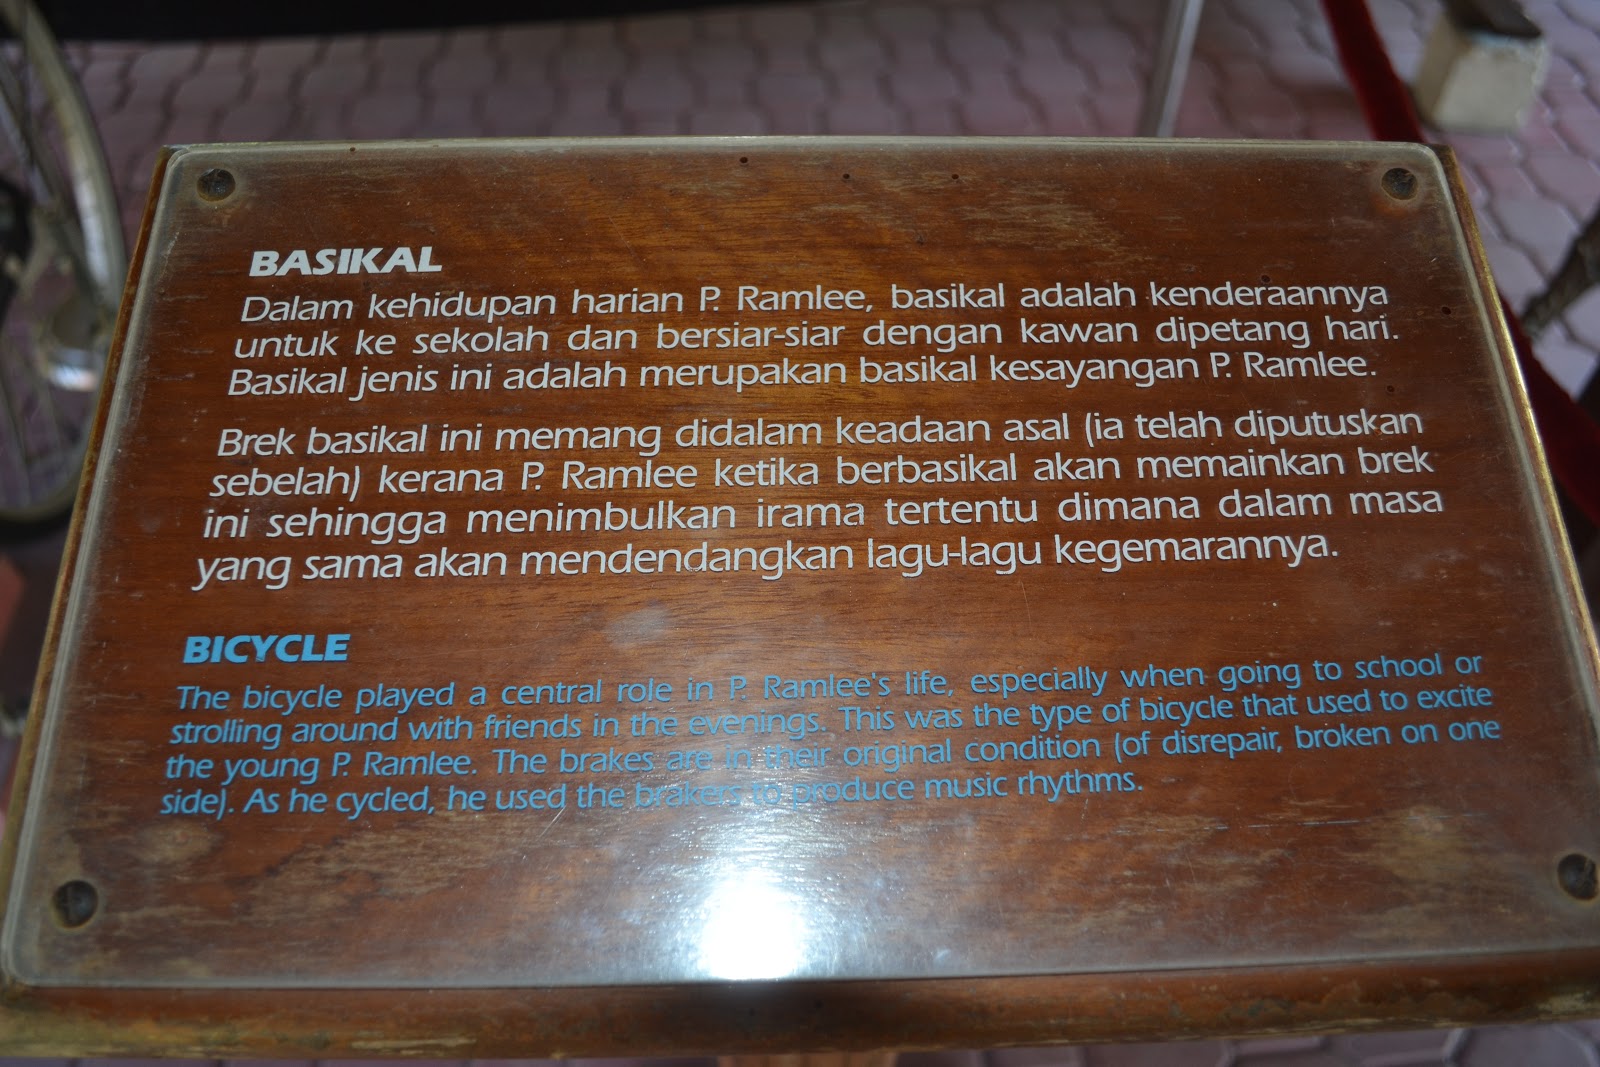 BASIKAL
Dalam kehidupan harian P. Ramlee, basikal adalah kenderaannya
untuk ke sekolah dan bersiar-siar dengan kawan dipetang hari.
Basikal jenis ini adalah merupakan basikal kesayangan P. Ramlee.
Brek basikal ini memang didalam keadaan asal (ia telah diputuskan
sebelah) kerana P. Ramlee ketika berbasikal akan memainkan brek
ini sehingga menimbulkan irama tertentu dimana dalam masa
yang sama akan mendendangkan lagu-lagu kegemarannya.
BICYCLE
The bicycle played a central role in P. Ramlee's life, especially when going to school or
strolling around with friends in the evenings. This was the type of bicycle that used to excite
the young P. Ramlee. The brakes are in their original condition (of disrepair, broken on one
side). As he cycled, he used the brakers to produce music rhythms.